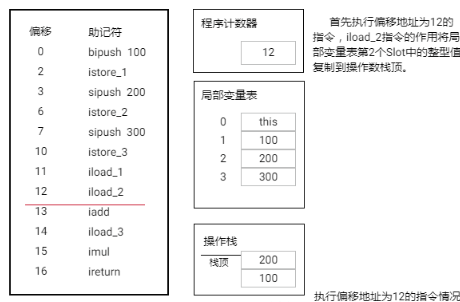 偏移 助记符
0 bipush 100
2 istore_1
3 sipush 200
6 istore_2
7 sipush 300
10 istore_3
11 iload_1
12 iload_2
13 iadd
14 iload_3
15 imul
16 ireturn
程序计数器
12
局部变量表
0 this
1 100
2 200
3 300
操作栈
栈顶 200
100
首先执行偏移地址为12的
指令，iload_2指令的作用将局
部变量表第2个Slot中的整型值
复制到操作数栈顶。
执行偏移地址为12的指令情况